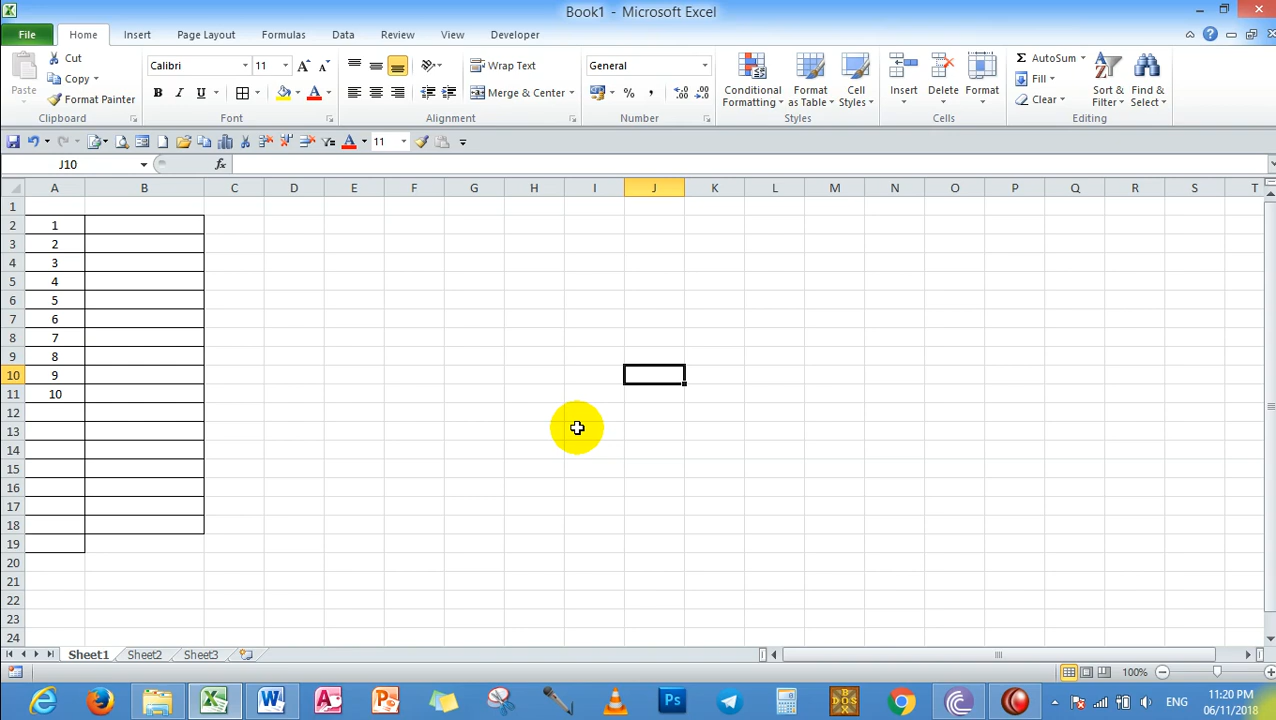 Book1 - Microsoft Excel
File Home Insert Page Layout Formulas Data Review View Developer
Paste
Cut
Copy
Format Painter
Clipboard
Calibri 11
B I U
Font
Wrap Text
Merge & Center
Alignment
General
% ,
Number
Conditional Formatting
Format as Table
Cell Styles
Styles
Insert
Delete
Format
Cells
Σ AutoSum
Fill
Clear
Sort & Filter
Find & Select
Editing
A 11
J10 fx
A B C D E F G H I J K L M N O P Q R S T
1
2 1
3 2
4 3
5 4
6 5
7 6
8 7
9 8
10 9
11 10
12
13
14
15
16
17
18
19
20
21
22
23
24
Sheet1 Sheet2 Sheet3
100%
Ps
ENG
11:20 PM
06/11/2018